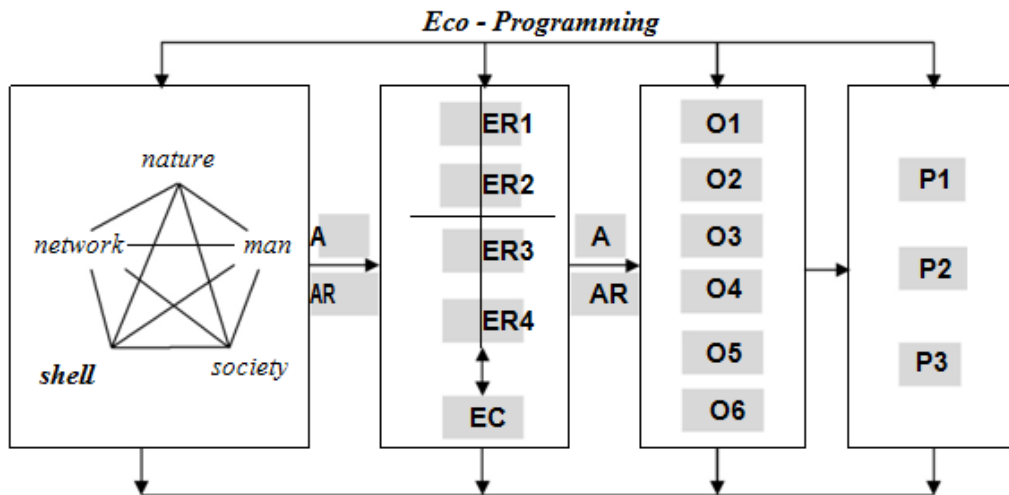 Eco - Programming
nature
network
man
shell
society
A
AR
ER1
ER2
ER3
ER4
EC
A
AR
O1
O2
O3
O4
O5
O6
P1
P2
P3